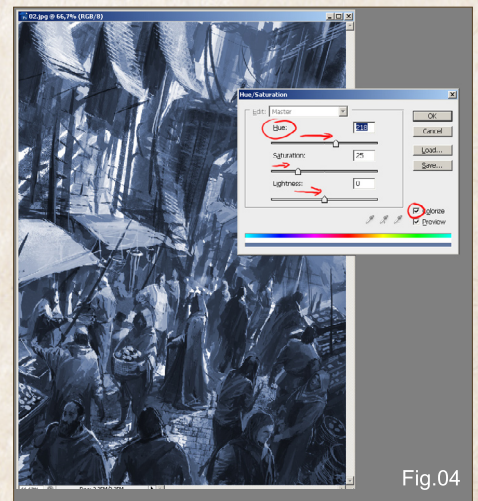 02.jpg @ 66,7% (RGB/8)
Hue/Saturation
Edit: Master
OK
Hue: 218
Cancel
Saturation: 25
Load...
Save...
Lightness: 0
Colorize
Preview
Fig.04